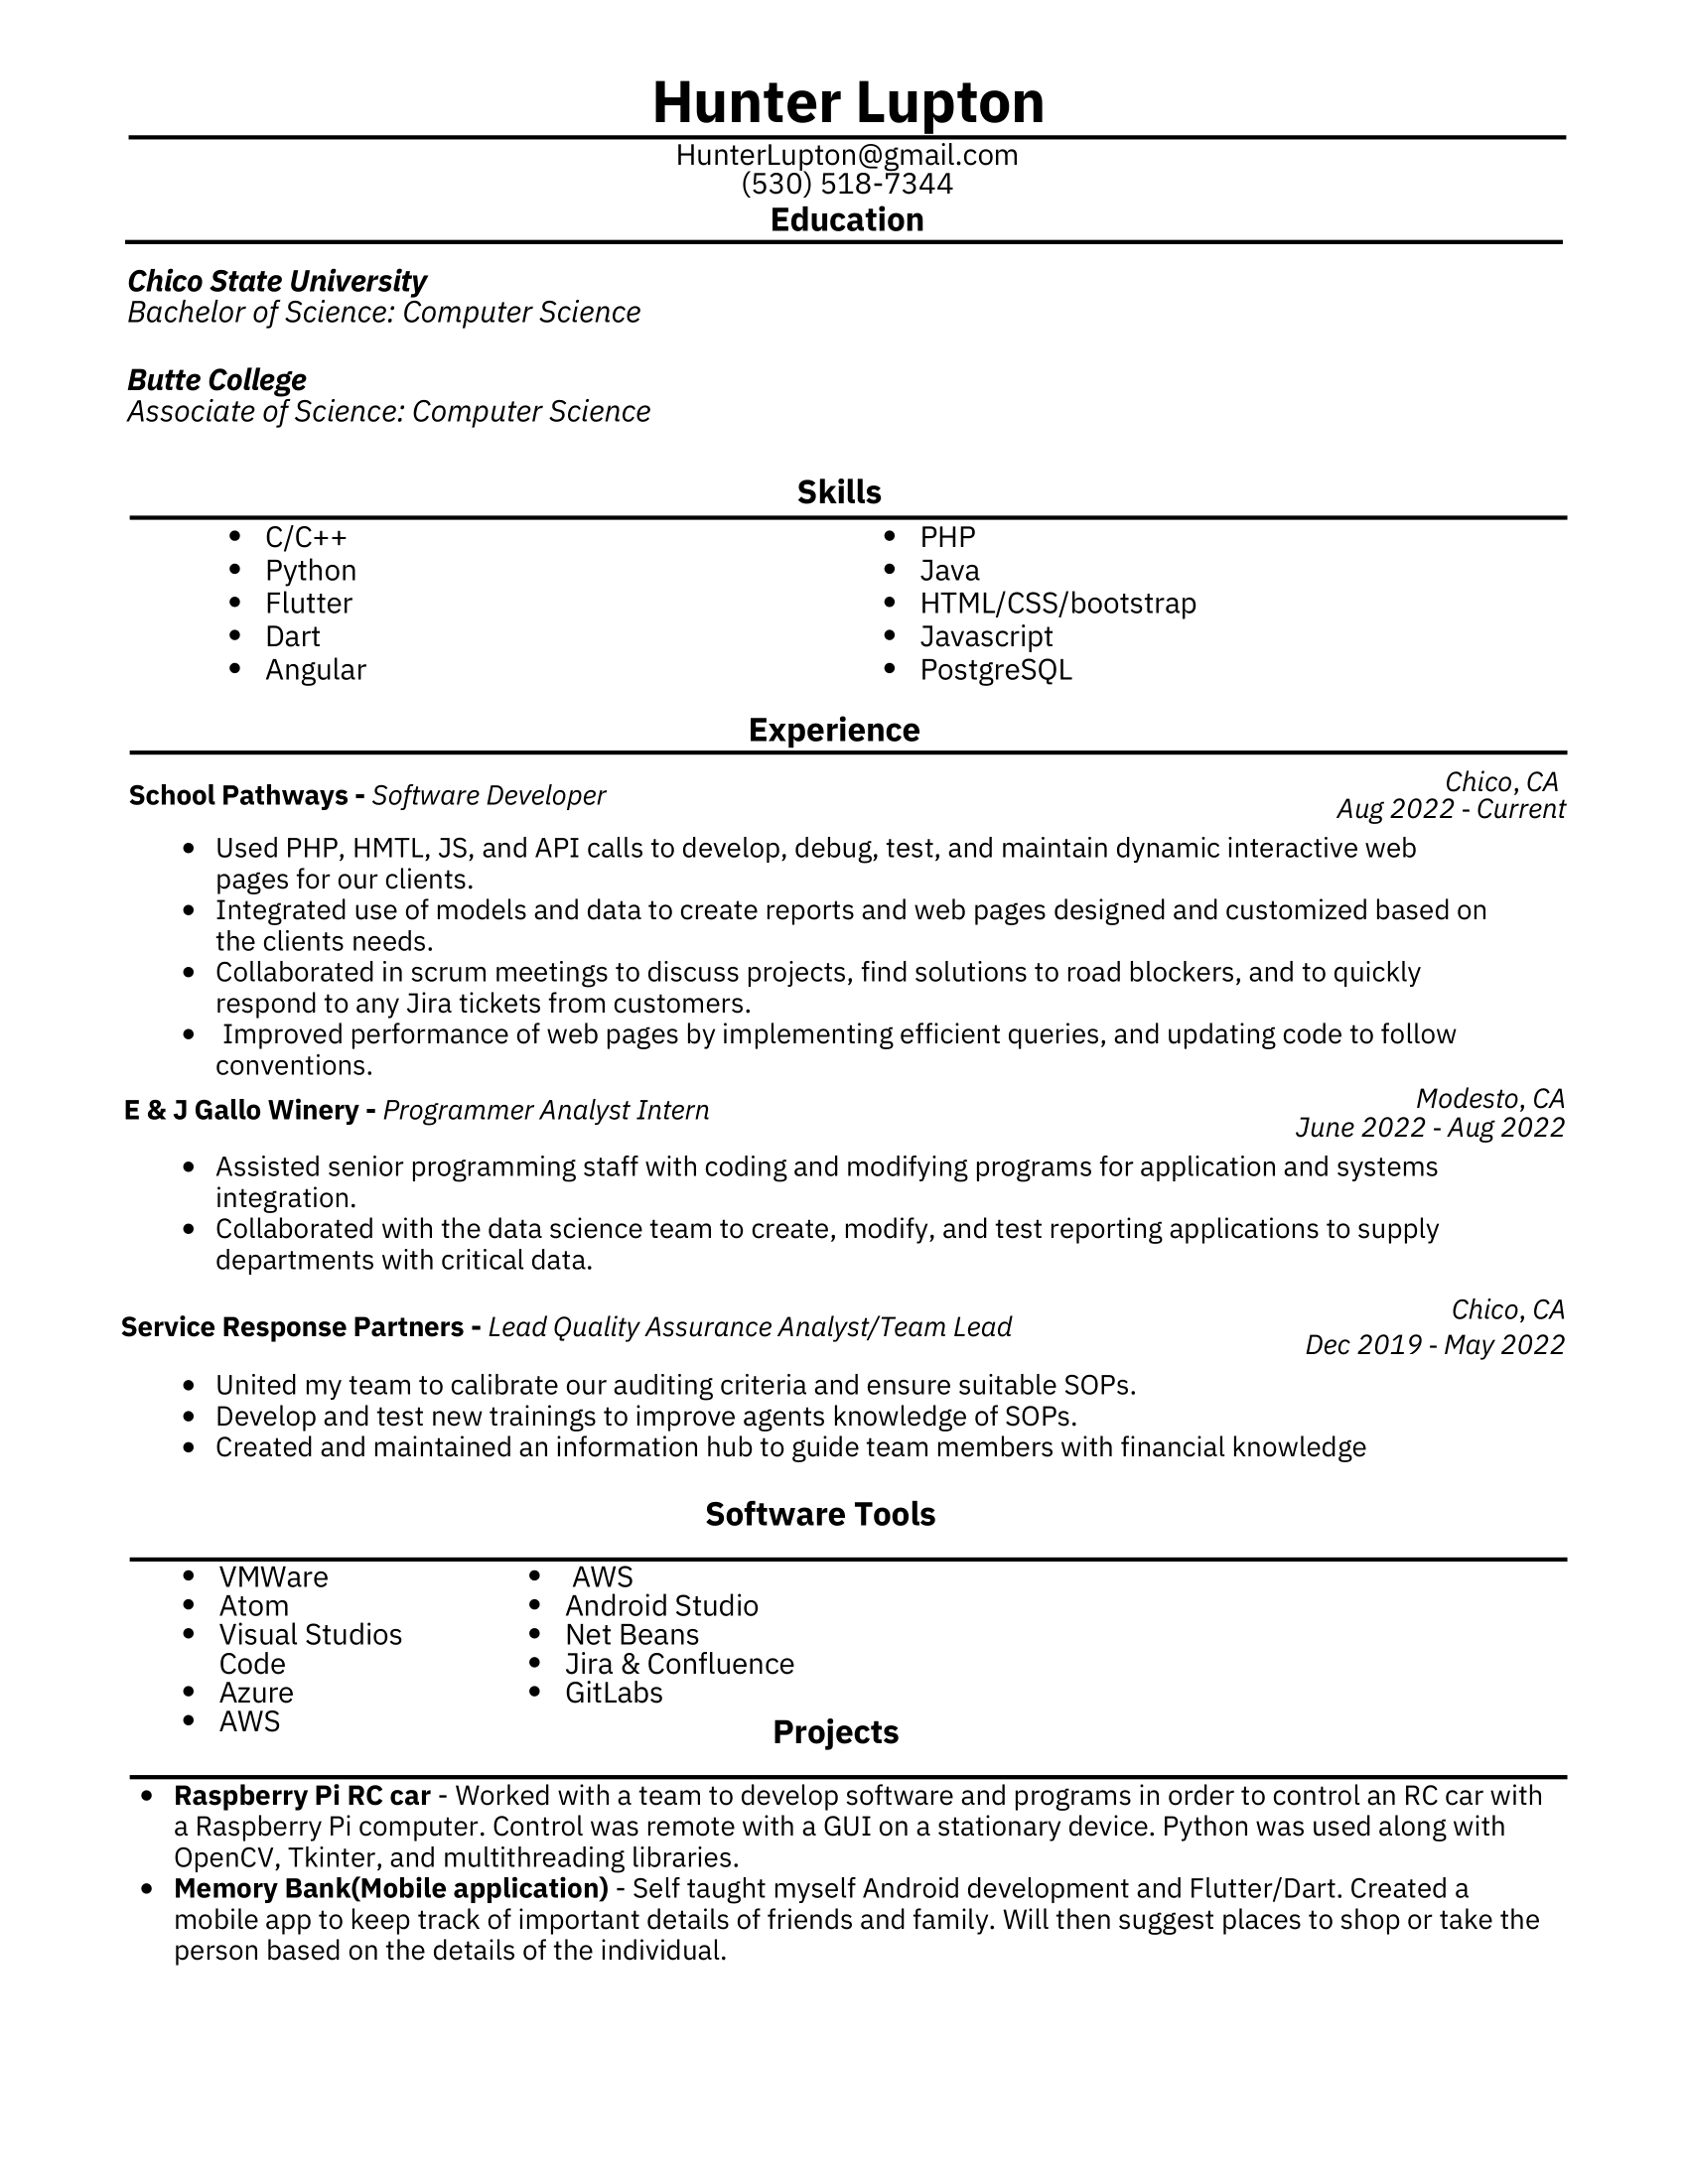 Hunter Lupton
HunterLupton@gmail.com
(530) 518-7344
Education
Chico State University
Bachelor of Science: Computer Science
Butte College
Associate of Science: Computer Science
Skills
• C/C++
• Python
• Flutter
• Dart
• Angular
• PHP
• Java
• HTML/CSS/bootstrap
• Javascript
• PostgreSQL
Experience
School Pathways - Software Developer
Chico, CA
Aug 2022 - Current
• Used PHP, HMTL, JS, and API calls to develop, debug, test, and maintain dynamic interactive web
pages for our clients.
• Integrated use of models and data to create reports and web pages designed and customized based on
the clients needs.
• Collaborated in scrum meetings to discuss projects, find solutions to road blockers, and to quickly
respond to any Jira tickets from customers.
• Improved performance of web pages by implementing efficient queries, and updating code to follow
conventions.
E & J Gallo Winery - Programmer Analyst Intern
Modesto, CA
June 2022 - Aug 2022
• Assisted senior programming staff with coding and modifying programs for application and systems
integration.
• Collaborated with the data science team to create, modify, and test reporting applications to supply
departments with critical data.
Service Response Partners - Lead Quality Assurance Analyst/Team Lead
Chico, CA
Dec 2019 - May 2022
• United my team to calibrate our auditing criteria and ensure suitable SOPs.
• Develop and test new trainings to improve agents knowledge of SOPs.
• Created and maintained an information hub to guide team members with financial knowledge
Software Tools
• VMWare
• Atom
• Visual Studios
Code
• Azure
• AWS
• AWS
• Android Studio
• Net Beans
• Jira & Confluence
• GitLabs
Projects
• Raspberry Pi RC car - Worked with a team to develop software and programs in order to control an RC car with
a Raspberry Pi computer. Control was remote with a GUI on a stationary device. Python was used along with
OpenCV, Tkinter, and multithreading libraries.
• Memory Bank(Mobile application) - Self taught myself Android development and Flutter/Dart. Created a
mobile app to keep track of important details of friends and family. Will then suggest places to shop or take the
person based on the details of the individual.